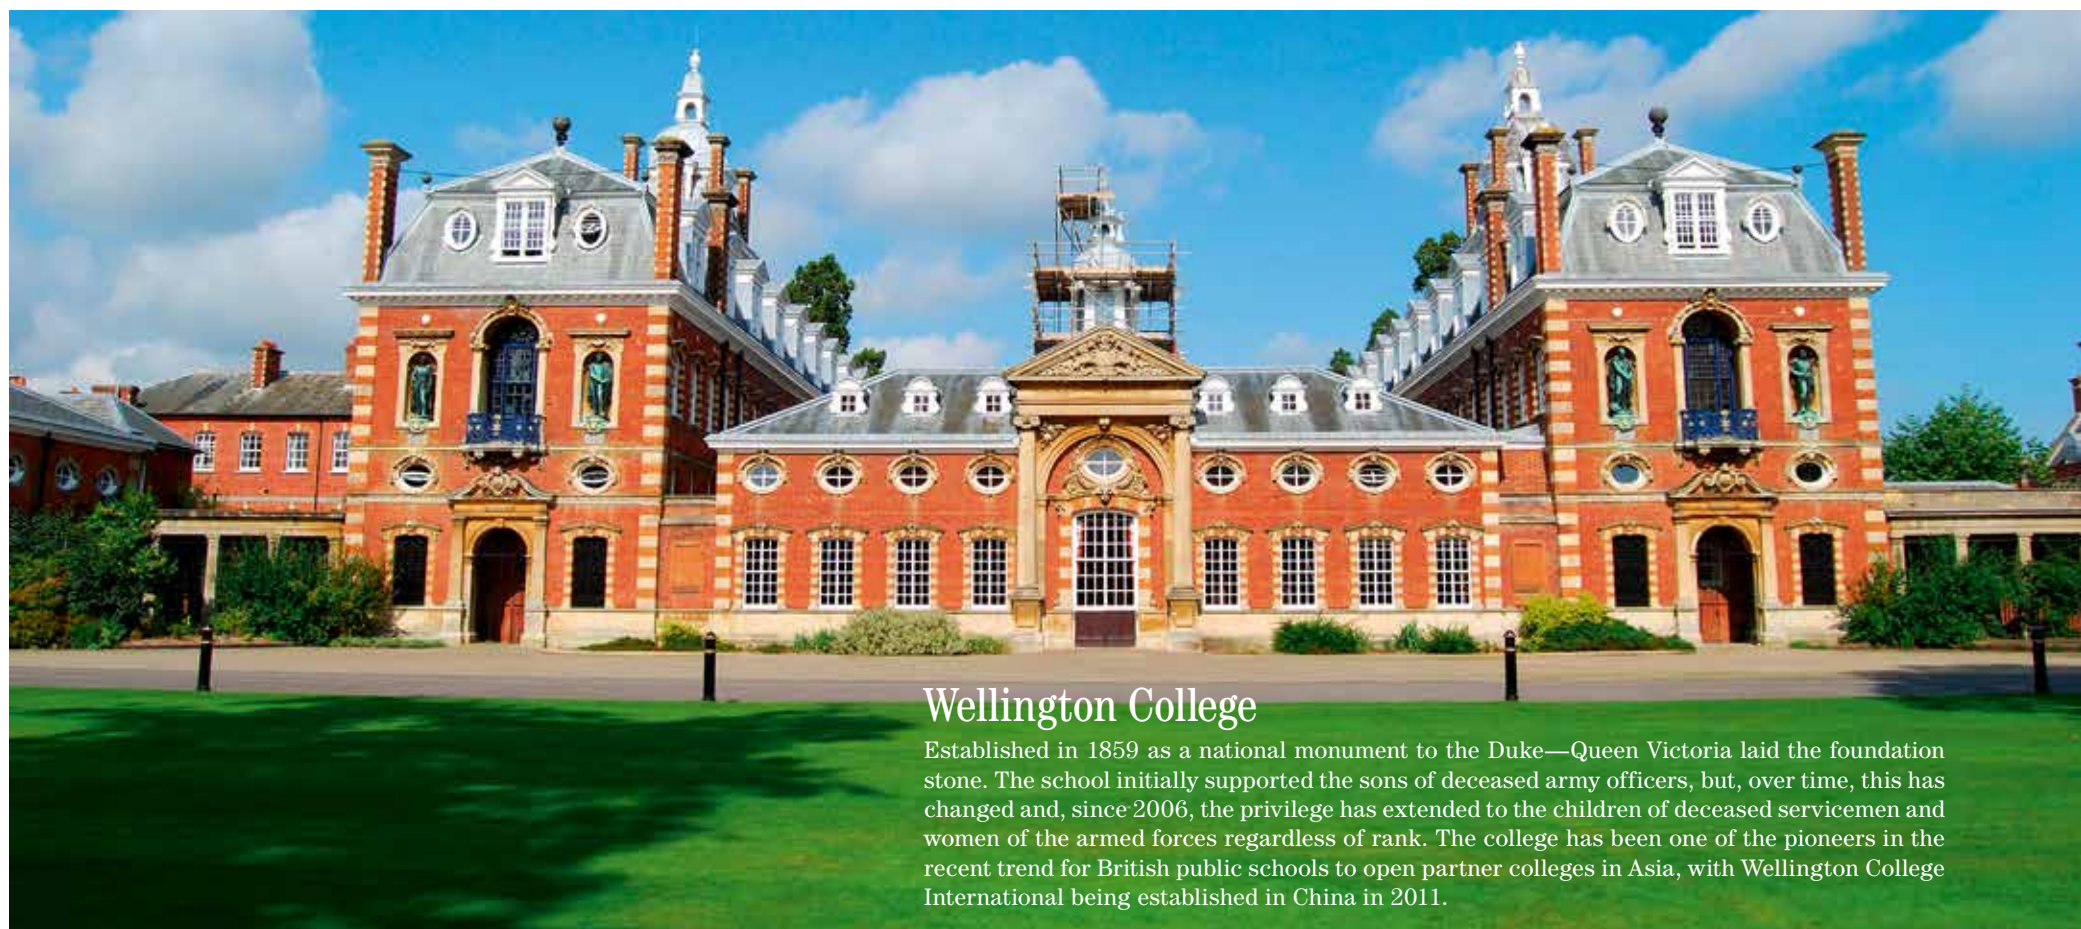 Wellington College
Established in 1859 as a national monument to the Duke—Queen Victoria laid the foundation
stone. The school initially supported the sons of deceased army officers, but, over time, this has
changed and, since 2006, the privilege has extended to the children of deceased servicemen and
women of the armed forces regardless of rank. The college has been one of the pioneers in the
recent trend for British public schools to open partner colleges in Asia, with Wellington College
International being established in China in 2011.